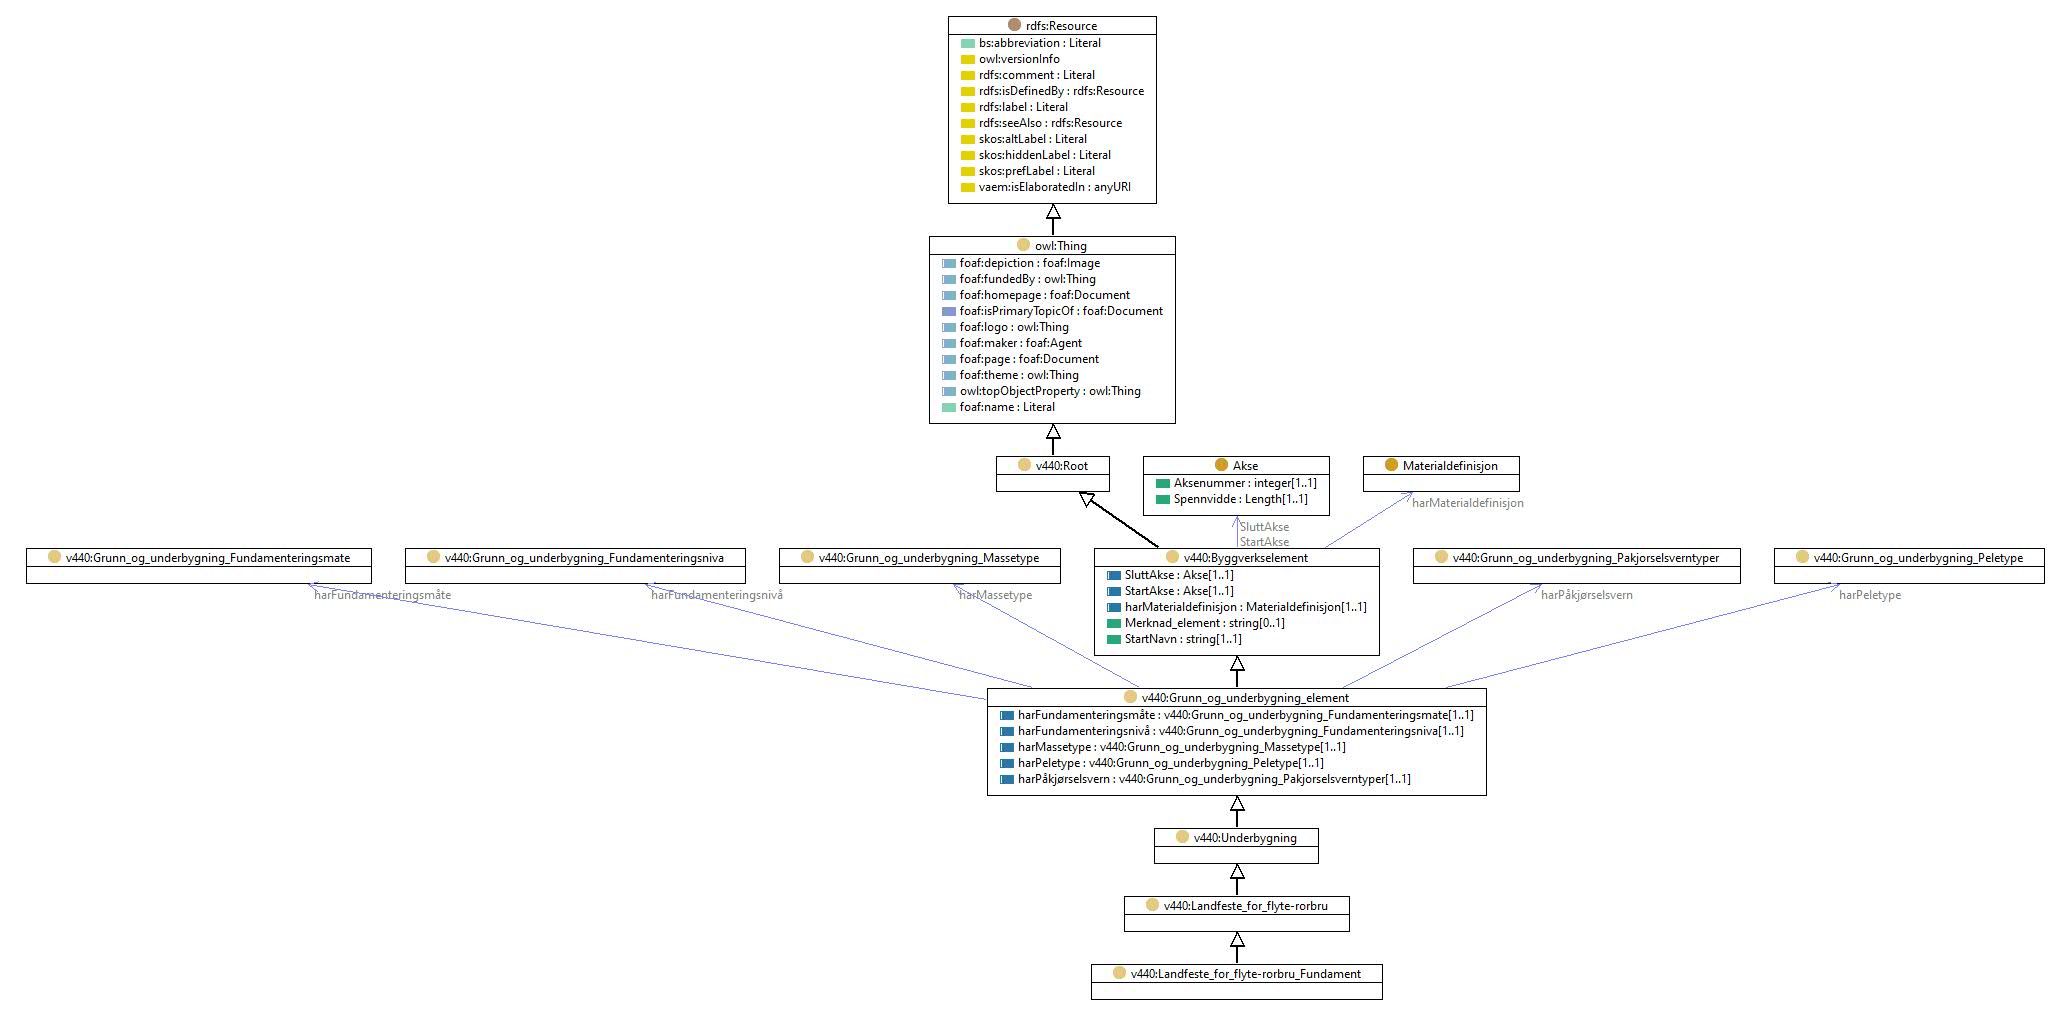 rdfs:Resource
bs:abbreviation : Literal
owl:versionInfo
rdfs:comment : Literal
rdfs:isDefinedBy : rdfs:Resource
rdfs:label : Literal
rdfs:seeAlso : rdfs:Resource
skos:altLabel : Literal
skos:hiddenLabel : Literal
skos:prefLabel : Literal
vaem:isElaboratedIn : anyURI
owl:Thing
foaf:depiction : foaf:Image
foaf:fundedBy : owl:Thing
foaf:homepage : foaf:Document
foaf:isPrimaryTopicOf : foaf:Document
foaf:logo : owl:Thing
foaf:maker : foaf:Agent
foaf:page : foaf:Document
foaf:theme : owl:Thing
owl:topObjectProperty : owl:Thing
foaf:name : Literal
v440:Root
Akse
Aksenummer : integer[1..1]
Spennvidde : Length[1..1]
Materialdefinisjon
harMaterialdefinisjon
SluttAkse
StartAkse
v440:Grunn_og_underbygning_Fundamenteringsmate
v440:Grunn_og_underbygning_Fundamenteringsniva
v440:Grunn_og_underbygning_Massetype
v440:Byggverkselement
SluttAkse : Akse[1..1]
StartAkse : Akse[1..1]
harMaterialdefinisjon : Materialdefinisjon[1..1]
Merknad_element : string[0..1]
StartNavn : string[1..1]
v440:Grunn_og_underbygning_Pakjorselsverntyper
v440:Grunn_og_underbygning_Peletype
harFundamenteringsmåte
harFundamenteringsnivå
harMassetype
harPåkjørselsvern
harPeletype
v440:Grunn_og_underbygning_element
harFundamenteringsmåte : v440:Grunn_og_underbygning_Fundamenteringsmate[1..1]
harFundamenteringsnivå : v440:Grunn_og_underbygning_Fundamenteringsniva[1..1]
harMassetype : v440:Grunn_og_underbygning_Massetype[1..1]
harPeletype : v440:Grunn_og_underbygning_Peletype[1..1]
harPåkjørselsvern : v440:Grunn_og_underbygning_Pakjorselsverntyper[1..1]
v440:Underbygning
v440:Landfeste_for_flyte-rorbru
v440:Landfeste_for_flyte-rorbru_Fundament